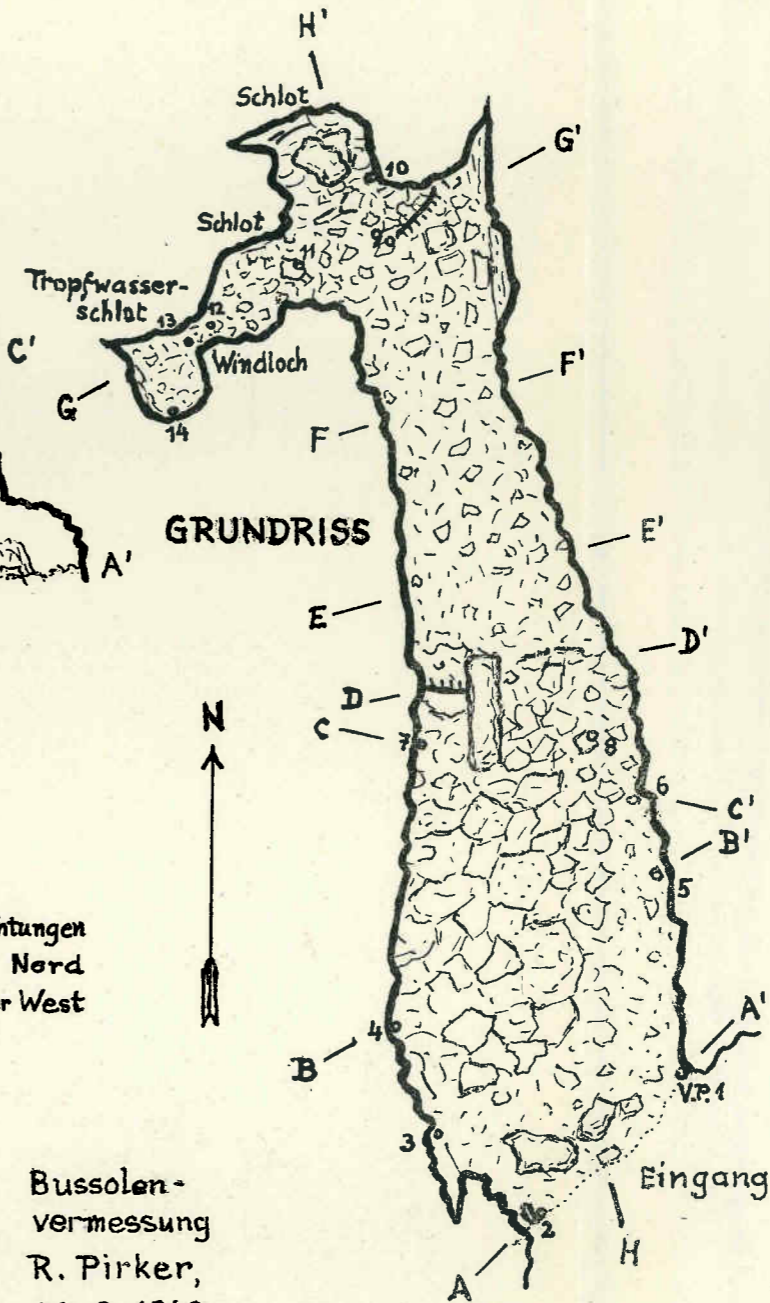 H'
Schlot
G'
10
9
Schlot
11
Tropfwasser-
schlot
13
12
C'
Windloch
F'
G
14
F
GRUNDRISS
E'
A'
E
D'
N
D
C
7
8
6
C'
B'
5
htungen
Nord
r West
4
A'
B
V.P.1
3
Eingang
2
Bussolen-
vermessung
H
R. Pirker,
A